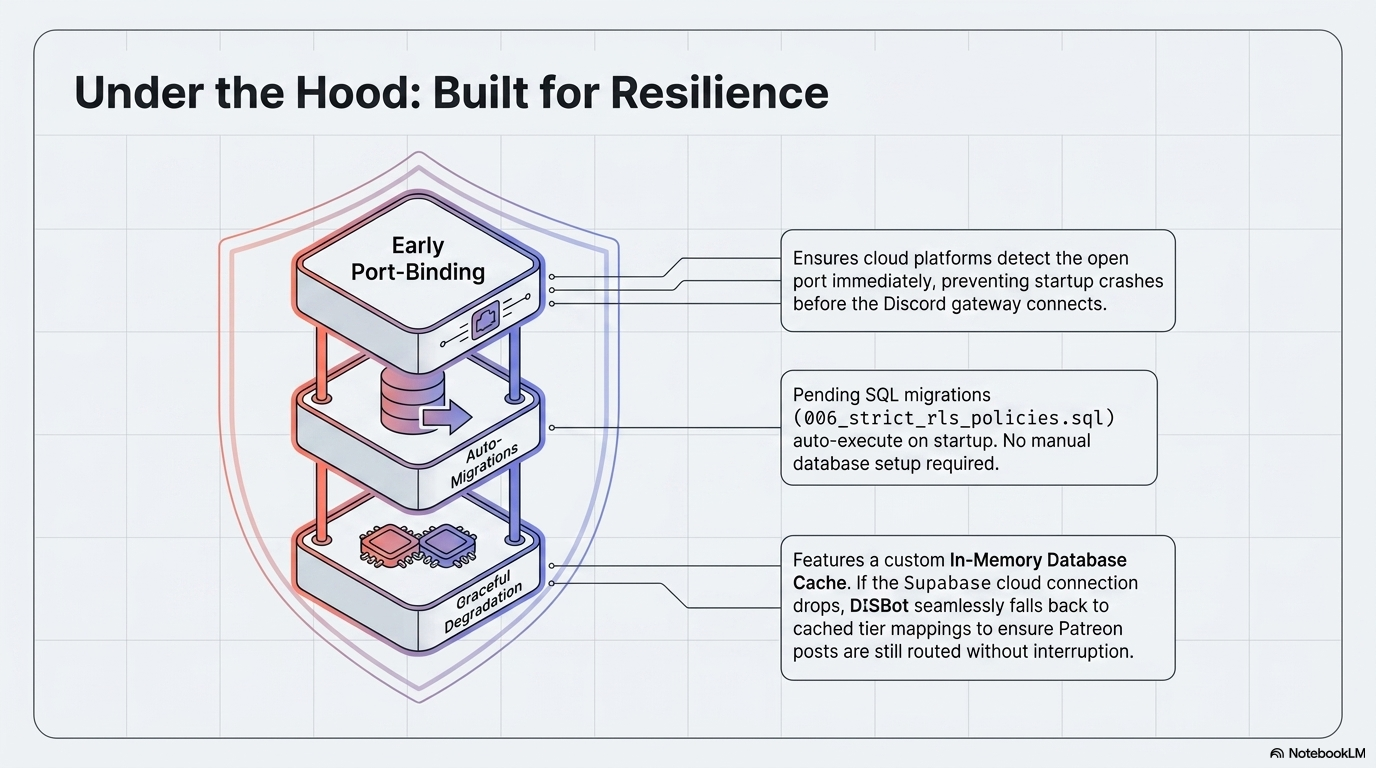 Under the Hood: Built for Resilience
Early
Port-Binding
Ensures cloud platforms detect the open
port immediately, preventing startup crashes
before the Discord gateway connects.
Auto-
Migrations
Pending SQL migrations
(006_strict_rls_policies.sql)
auto-execute on startup. No manual
database setup required.
Graceful
Degradation
Features a custom In-Memory Database
Cache. If the Supabase cloud connection
drops, DISBot seamlessly falls back to
cached tier mappings to ensure Patreon
posts are still routed without interruption.
NotebookLM